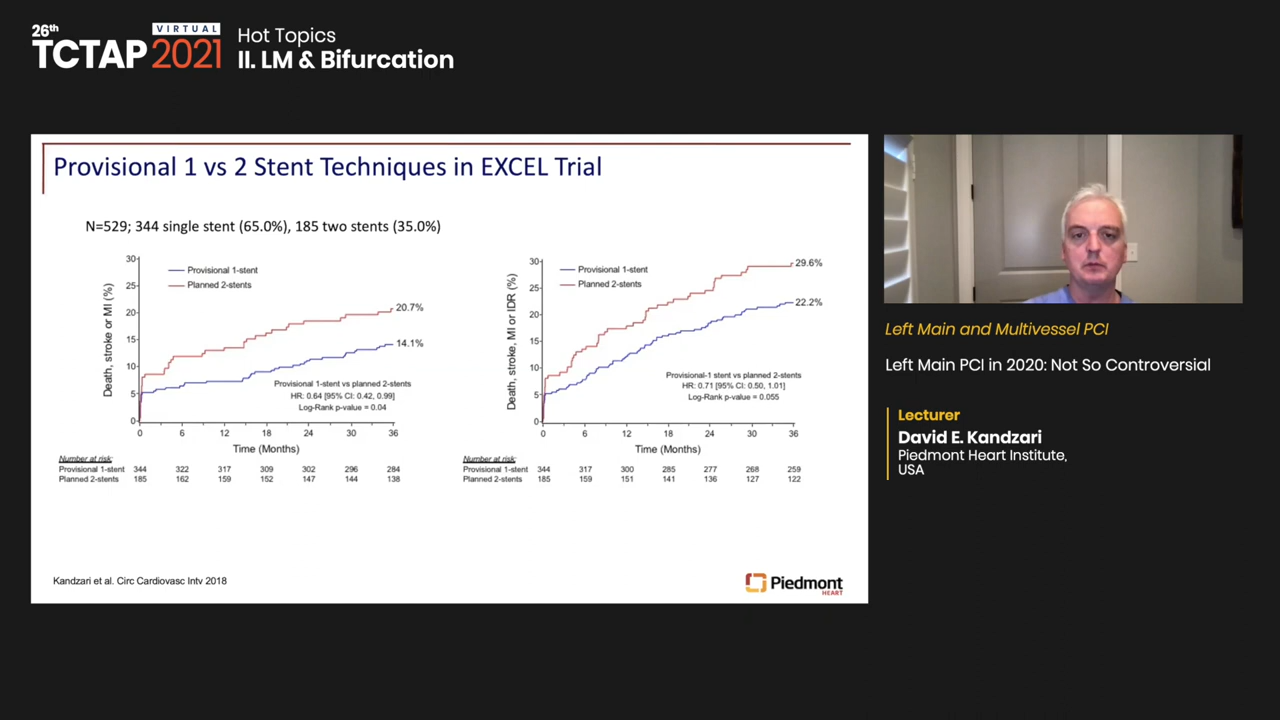 26th
VIRTUAL
TCTAP 2021
Hot Topics
II. LM & Bifurcation
Provisional 1 vs 2 Stent Techniques in EXCEL Trial
N=529; 344 single stent (65.0%), 185 two stents (35.0%)
Death, stroke or MI (%)
30
25
20
15
10
5
0
Provisional 1-stent
Planned 2-stents
20.7%
14.1%
Provisional 1-stent vs planned 2-stents
HR: 0.64 [95% CI: 0.42, 0.99]
Log-Rank p-value = 0.04
0 6 12 18 24 30 36
Time (Months)
Number at risk:
Provisional 1-stent 344 322 317 309 302 296 284
Planned 2-stents 185 162 159 152 147 144 138
Death, stroke, MI or IDR (%)
30
25
20
15
10
5
0
Provisional 1-stent
Planned 2-stents
29.6%
22.2%
Provisional-1 stent vs planned 2-stents
HR: 0.71 [95% CI: 0.50, 1.01]
Log-Rank p-value = 0.055
0 6 12 18 24 30 36
Time (Months)
Number at risk:
Provisional 1-stent 344 317 300 285 277 268 259
Planned 2-stents 185 159 151 141 136 127 122
Kandzari et al. Circ Cardiovasc Intv 2018
Piedmont
HEART
Left Main and Multivessel PCI
Left Main PCI in 2020: Not So Controversial
Lecturer
David E. Kandzari
Piedmont Heart Institute,
USA